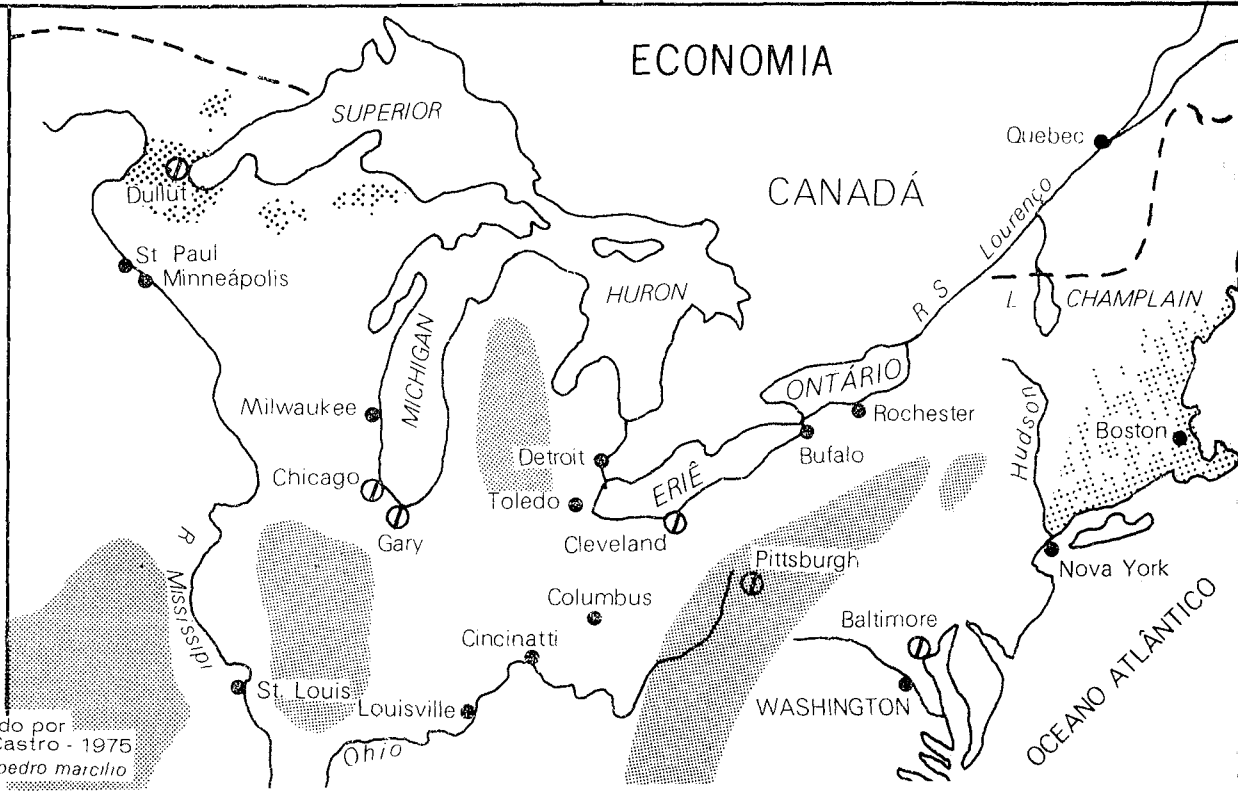 ECONOMIA
SUPERIOR
Quebec
CANADÁ
Dullut
R S Lourenço
St Paul
Minneápolis
HURON
L CHAMPLAIN
MICHIGAN
ONTÁRIO
Milwaukee
Rochester
Hudson
Boston
Bufalo
Detroit
ERIÊ
Chicago
Toledo
Gary
Cleveland
Pittsburgh
Nova York
R Mississipi
Columbus
Baltimore
Cincinatti
St. Louis
Louisville
WASHINGTON
OCEANO ATLÂNTICO
Ohio
do por
Castro - 1975
pedro marcilio